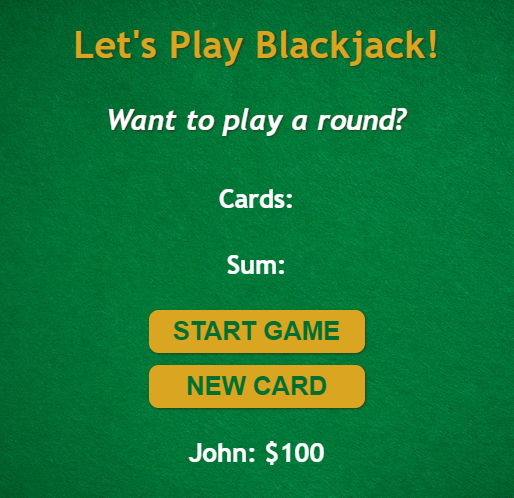 Let's Play Blackjack!
Want to play a round?
Cards:
Sum:
START GAME
NEW CARD
John: $100